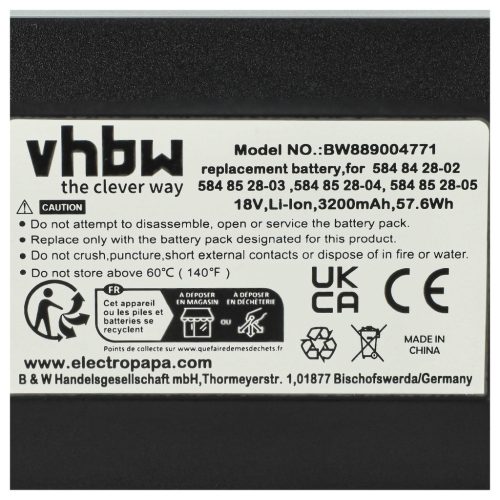 vhbw
the clever way
Model NO.:BW889004771
replacement battery,for 584 84 28-02
584 85 28-03 ,584 85 28-04, 584 85 28-05
18V,Li-Ion,3200mAh,57.6Wh
CAUTION
• Do not attempt to disassemble, open or service the battery pack.
• Replace only with the battery pack designated for this product.
• Do not crush,puncture,short external contacts or dispose of in fire or water.
• Do not store above 60℃ ( 140℉ )
FR
Cet appareil
ou les piles et
batteries se
recyclent
À DÉPOSER
EN MAGASIN
OU
À DÉPOSER
EN DÉCHÈTERIE
Points de collecte sur www.quefairedemesdechets.fr
UK
CA
CE
MADE IN
CHINA
www.electropapa.com
B & W Handelsgesellschaft mbH,Thormeyerstr. 1,01877 Bischofswerda/Germany